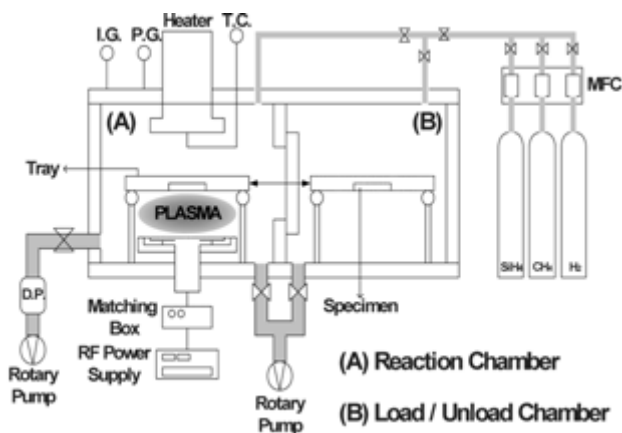 I.G.
P.G.
Heater
T.C.
MFC
(A)
(B)
Tray
PLASMA
SiH₄
CH₄
H₂
D.P.
Matching
Box
Specimen
RF Power
Supply
Rotary
Pump
Rotary
Pump
(A) Reaction Chamber
(B) Load / Unload Chamber